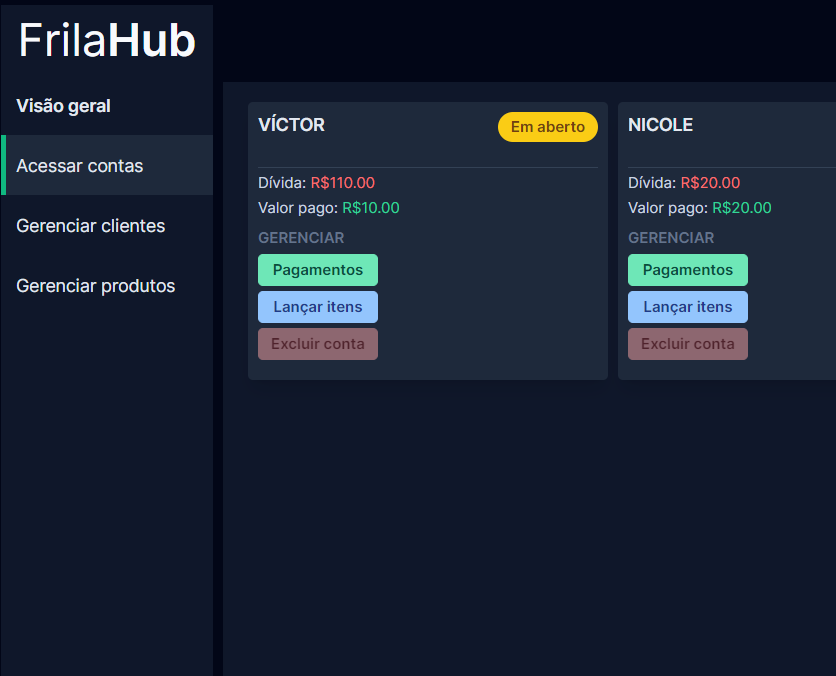 FrilaHub
Visão geral
Acessar contas
Gerenciar clientes
Gerenciar produtos
VÍCTOR
Em aberto
Dívida: R$110.00
Valor pago: R$10.00
GERENCIAR
Pagamentos
Lançar itens
Excluir conta
NICOLE
Dívida: R$20.00
Valor pago: R$20.00
GERENCIAR
Pagamentos
Lançar itens
Excluir conta